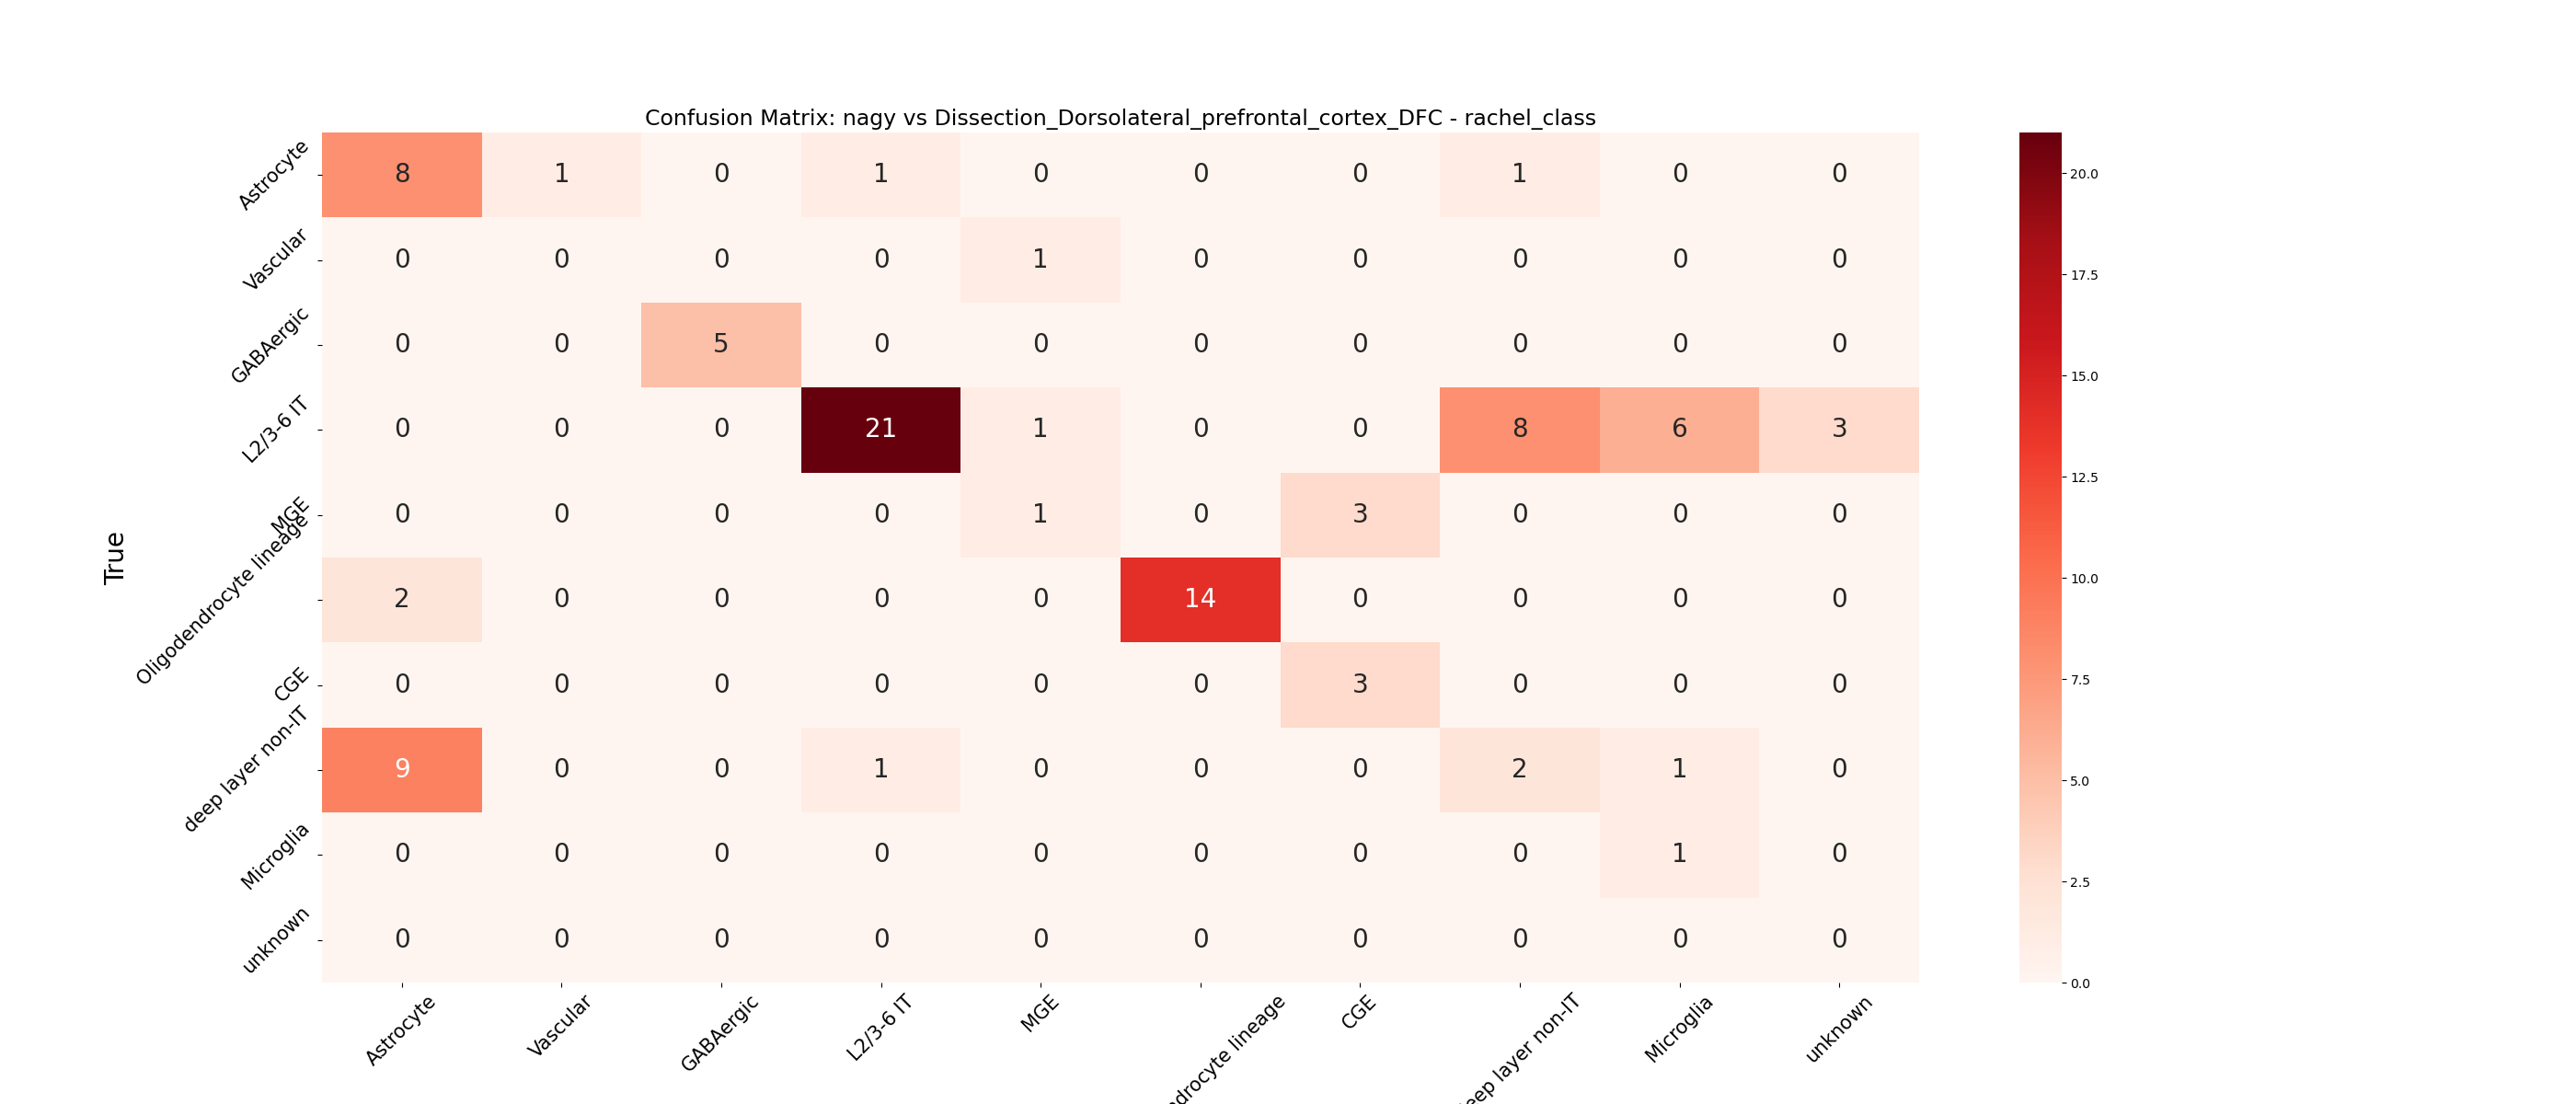 Confusion Matrix: nagy vs Dissection_Dorsolateral_prefrontal_cortex_DFC - rachel_class
True
Astrocyte 8 1 0 1 0 0 0 1 0 0
Vascular 0 0 0 0 1 0 0 0 0 0
GABAergic 0 0 5 0 0 0 0 0 0 0
L2/3-6 IT 0 0 0 21 1 0 0 8 6 3
MGE 0 0 0 0 1 0 3 0 0 0
Oligodendrocyte lineage 2 0 0 0 0 14 0 0 0 0
CGE 0 0 0 0 0 0 3 0 0 0
deep layer non-IT 9 0 0 1 0 0 0 2 1 0
Microglia 0 0 0 0 0 0 0 0 1 0
unknown 0 0 0 0 0 0 0 0 0 0
Astrocyte
Vascular
GABAergic
L2/3-6 IT
MGE
drocyte lineage
CGE
eep layer non-IT
Microglia
unknown
20.0
17.5
15.0
12.5
10.0
7.5
5.0
2.5
0.0